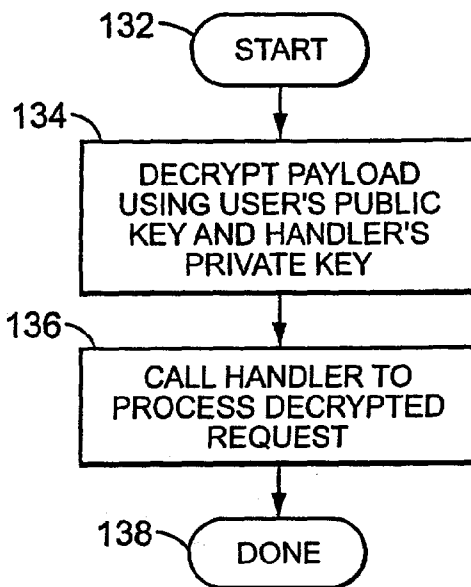 132
START
134
DECRYPT PAYLOAD
USING USER'S PUBLIC
KEY AND HANDLER'S
PRIVATE KEY
136
CALL HANDLER TO
PROCESS DECRYPTED
REQUEST
138
DONE